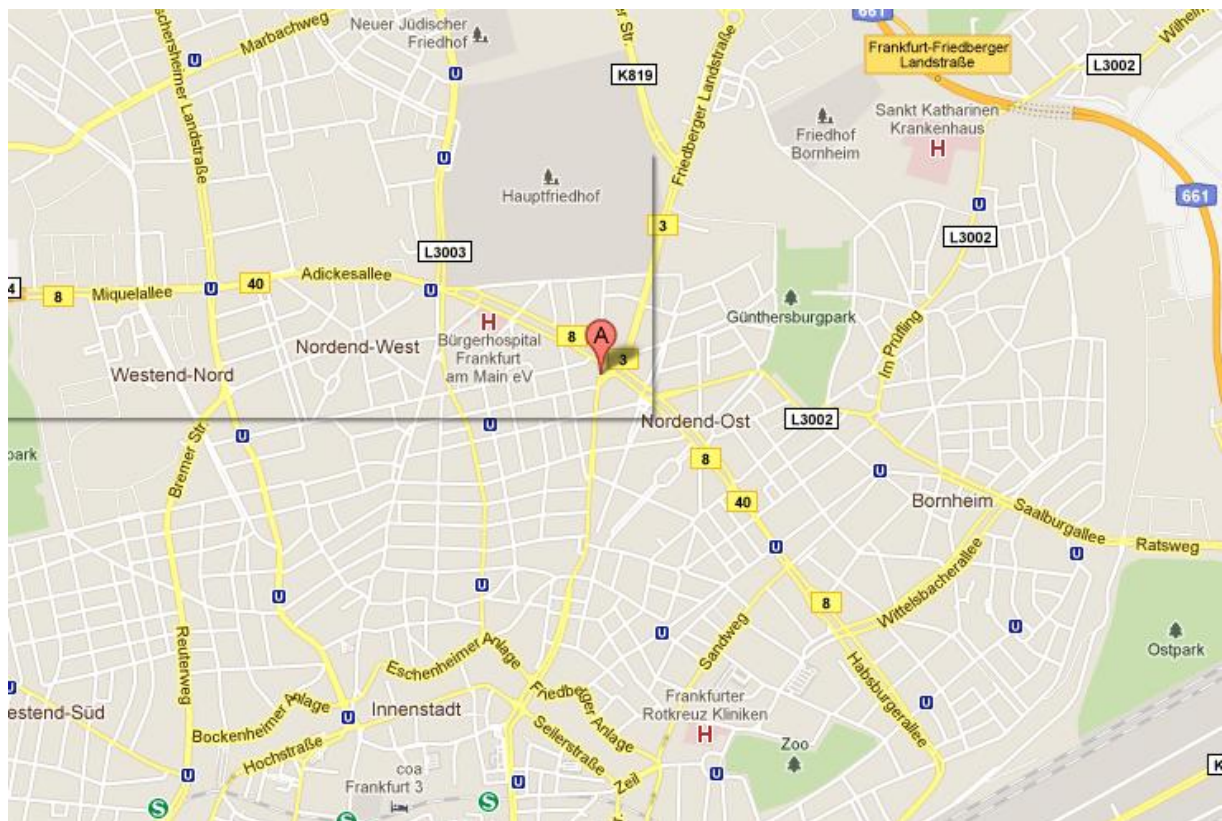 661
Neuer Jüdischer
Friedhof
Marbachweg
U
U
K819
Friedberger Landstraße
Frankfurt-Friedberger
Landstraße
L3002
Sankt Katharinen
Krankenhaus
H
Friedhof
Bornheim
U
Hauptfriedhof
661
U
L3002
3
L3003
Adickesallee
U
40
U
8
Miquelallee
4
Günthersburgpark
H
Bürgerhospital
Frankfurt
am Main eV
8
A
3
Nordend-West
Westend-Nord
Im Prüfling
L3002
Nordend-Ost
U
U
Bremer Str.
8
U
40
Bornheim
Saalburgallee
Ratsweg
U
U
U
U
8
Wittelsbacherallee
U
U
Sandweg
Ostpark
Reuterweg
Eschenheimer Anlage
Habsburgerallee
U
Friedberger Anlage
Frankfurter
Rotkreuz Kliniken
H
Bockenheimer Anlage
Innenstadt
U
U
Seilerstraße
Hochstraße
Zoo
Zeil
U
U
U
coa
Frankfurt 3
S
S
S
K